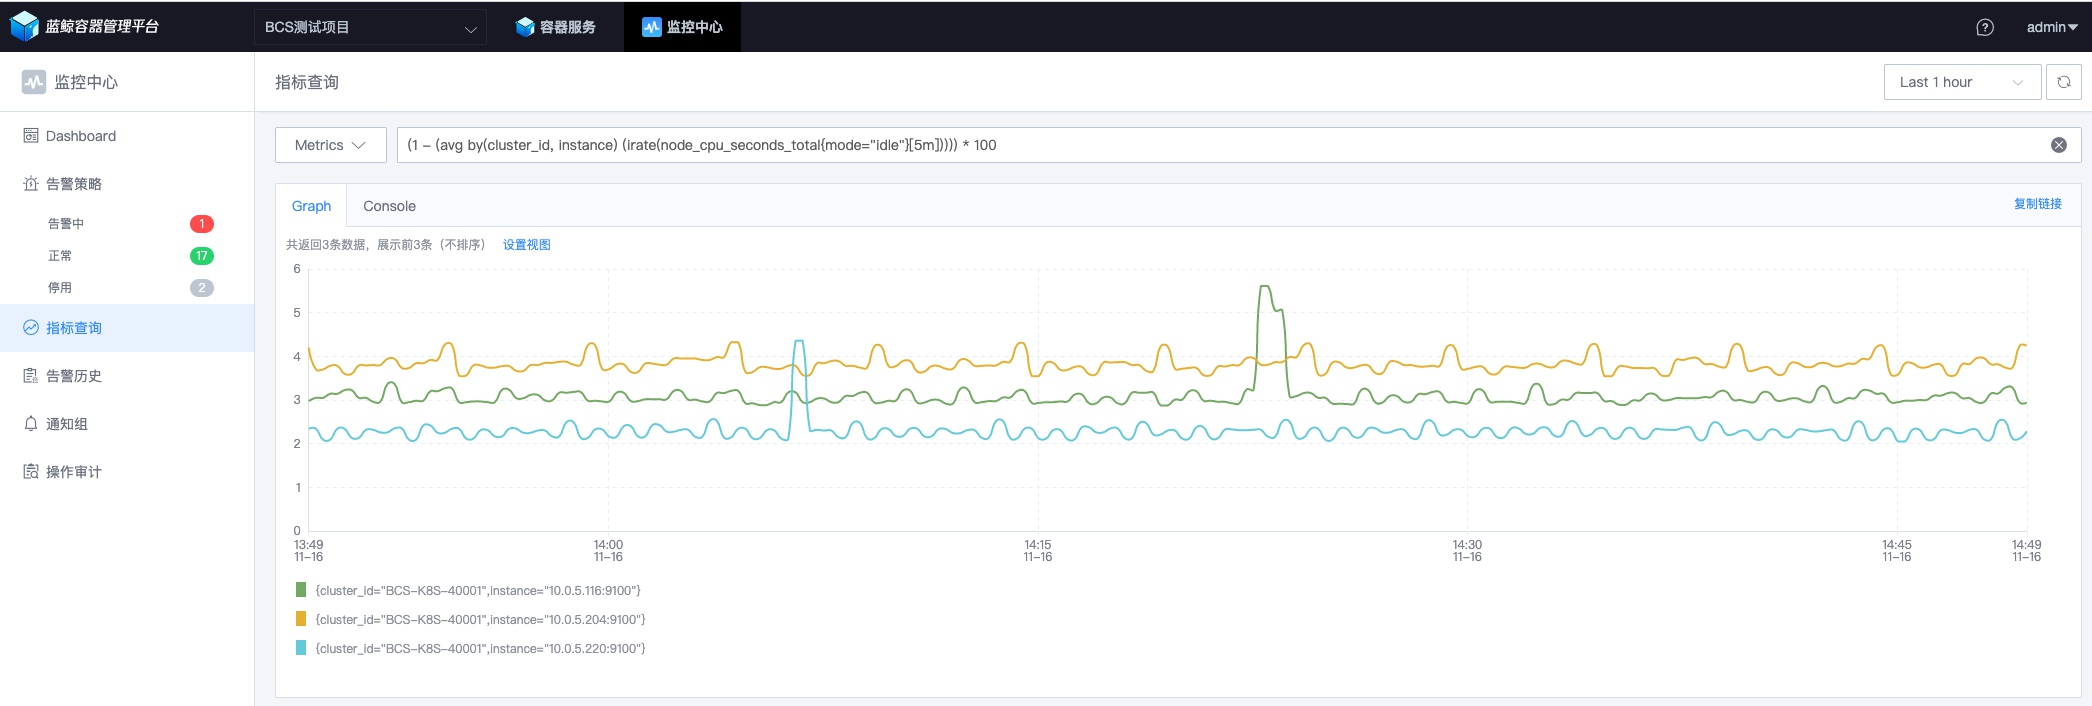 蓝鲸容器管理平台
BCS测试项目
容器服务
监控中心
admin
监控中心
指标查询
Last 1 hour
Dashboard
告警策略
告警中 1
正常 17
停用 2
指标查询
告警历史
通知组
操作审计
Metrics
(1 – (avg by(cluster_id, instance) (irate(node_cpu_seconds_total{mode="idle"}[5m])))) * 100
Graph
Console
复制链接
共返回3条数据，展示前3条（不排序） 设置视图
6
5
4
3
2
1
0
13:49 14:00 14:15 14:30 14:45 14:49
11–16 11–16 11–16 11–16 11–16 11–16
{cluster_id="BCS–K8S–40001",instance="10.0.5.116:9100"}
{cluster_id="BCS–K8S–40001",instance="10.0.5.204:9100"}
{cluster_id="BCS–K8S–40001",instance="10.0.5.220:9100"}